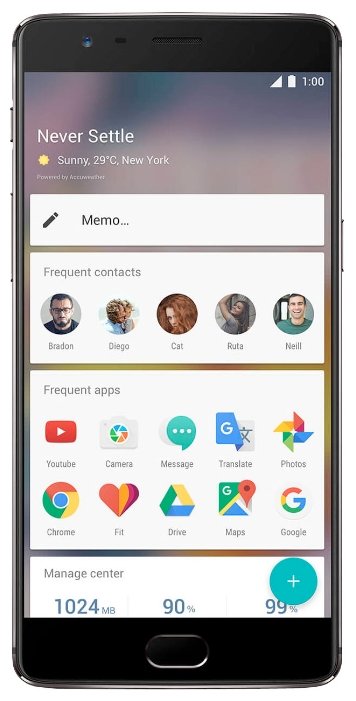 1:00
Never Settle
Sunny, 29°C, New York
Powered by Accuweather
Memo...
Frequent contacts
Bradon Diego Cat Ruta Neill
Frequent apps
Youtube Camera Message Translate Photos
Chrome Fit Drive Maps Google
Manage center
1024 MB 90 % 99 %